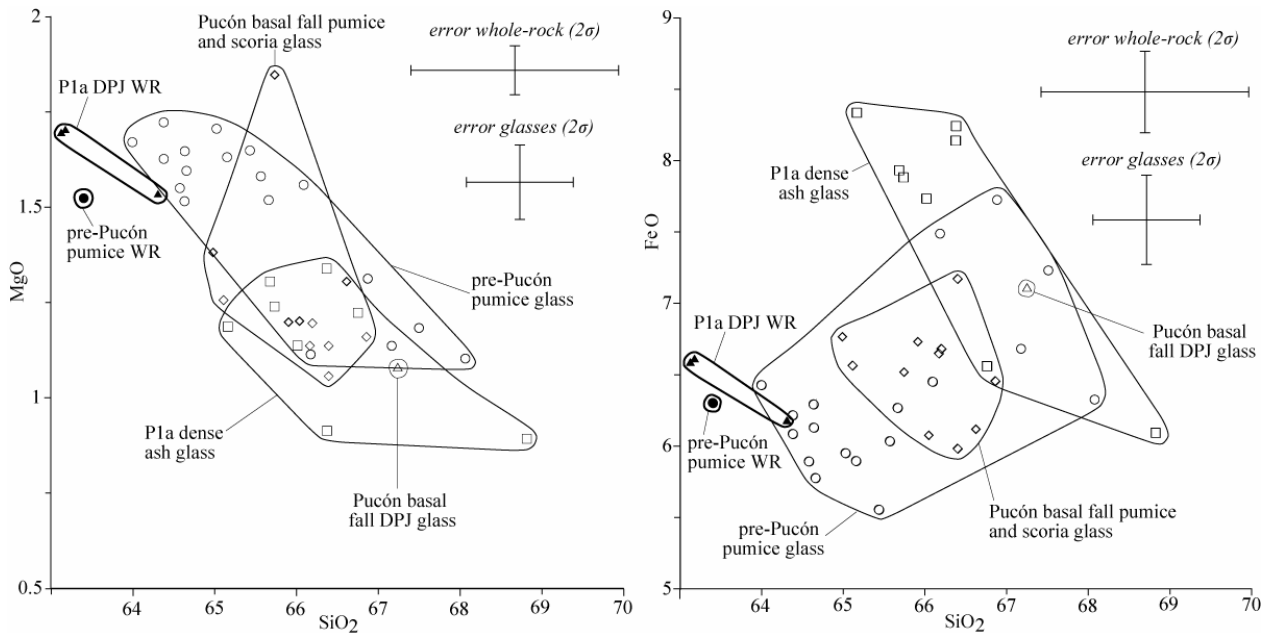 2
Pucón basal fall pumice
and scoria glass
error whole-rock (2σ)
P1a DPJ WR
error glasses (2σ)
1.5
pre-Pucón
pumice WR
MgO
pre-Pucón
pumice glass
1
P1a dense
ash glass
Pucón basal
fall DPJ glass
0.5
64
65
66
67
68
69
70
SiO2
9
error whole-rock (2σ)
8
P1a dense
ash glass
error glasses (2σ)
FeO
7
P1a DPJ WR
Pucón basal
fall DPJ glass
6
pre-Pucón
pumice WR
Pucón basal fall pumice
and scoria glass
pre-Pucón
pumice glass
5
64
65
66
67
68
69
70
SiO2